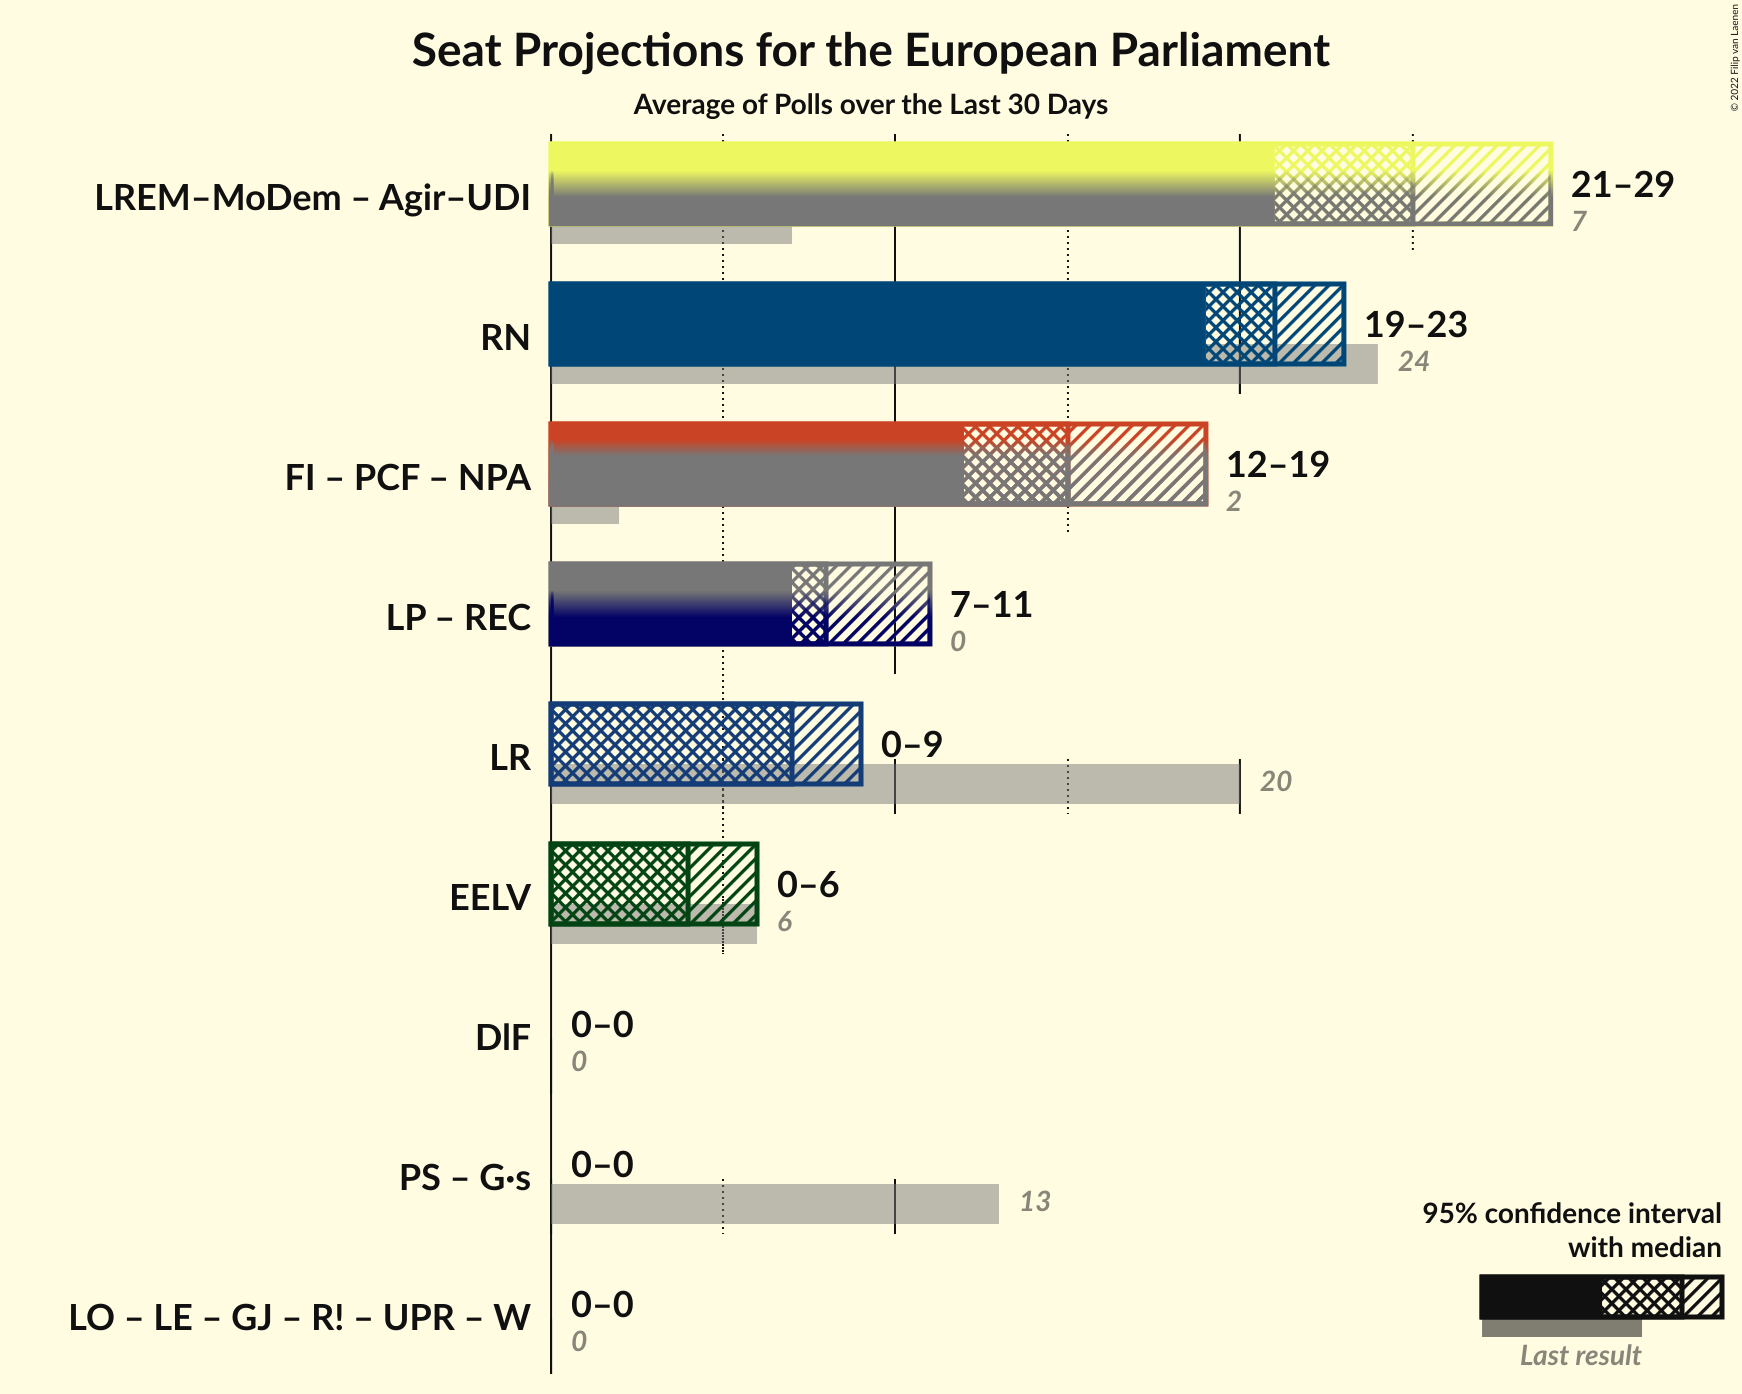 Seat Projections for the European Parliament
Average of Polls over the Last 30 Days
© 2022 Filip van Laenen
LREM–MoDem – Agir–UDI
21–29
7
RN
19–23
24
FI – PCF – NPA
12–19
2
LP – REC
7–11
0
LR
0–9
20
EELV
0–6
6
DlF
0–0
0
PS – G·s
0–0
13
LO – LE – GJ – R! – UPR – W
0–0
0
95% confidence interval
with median
Last result